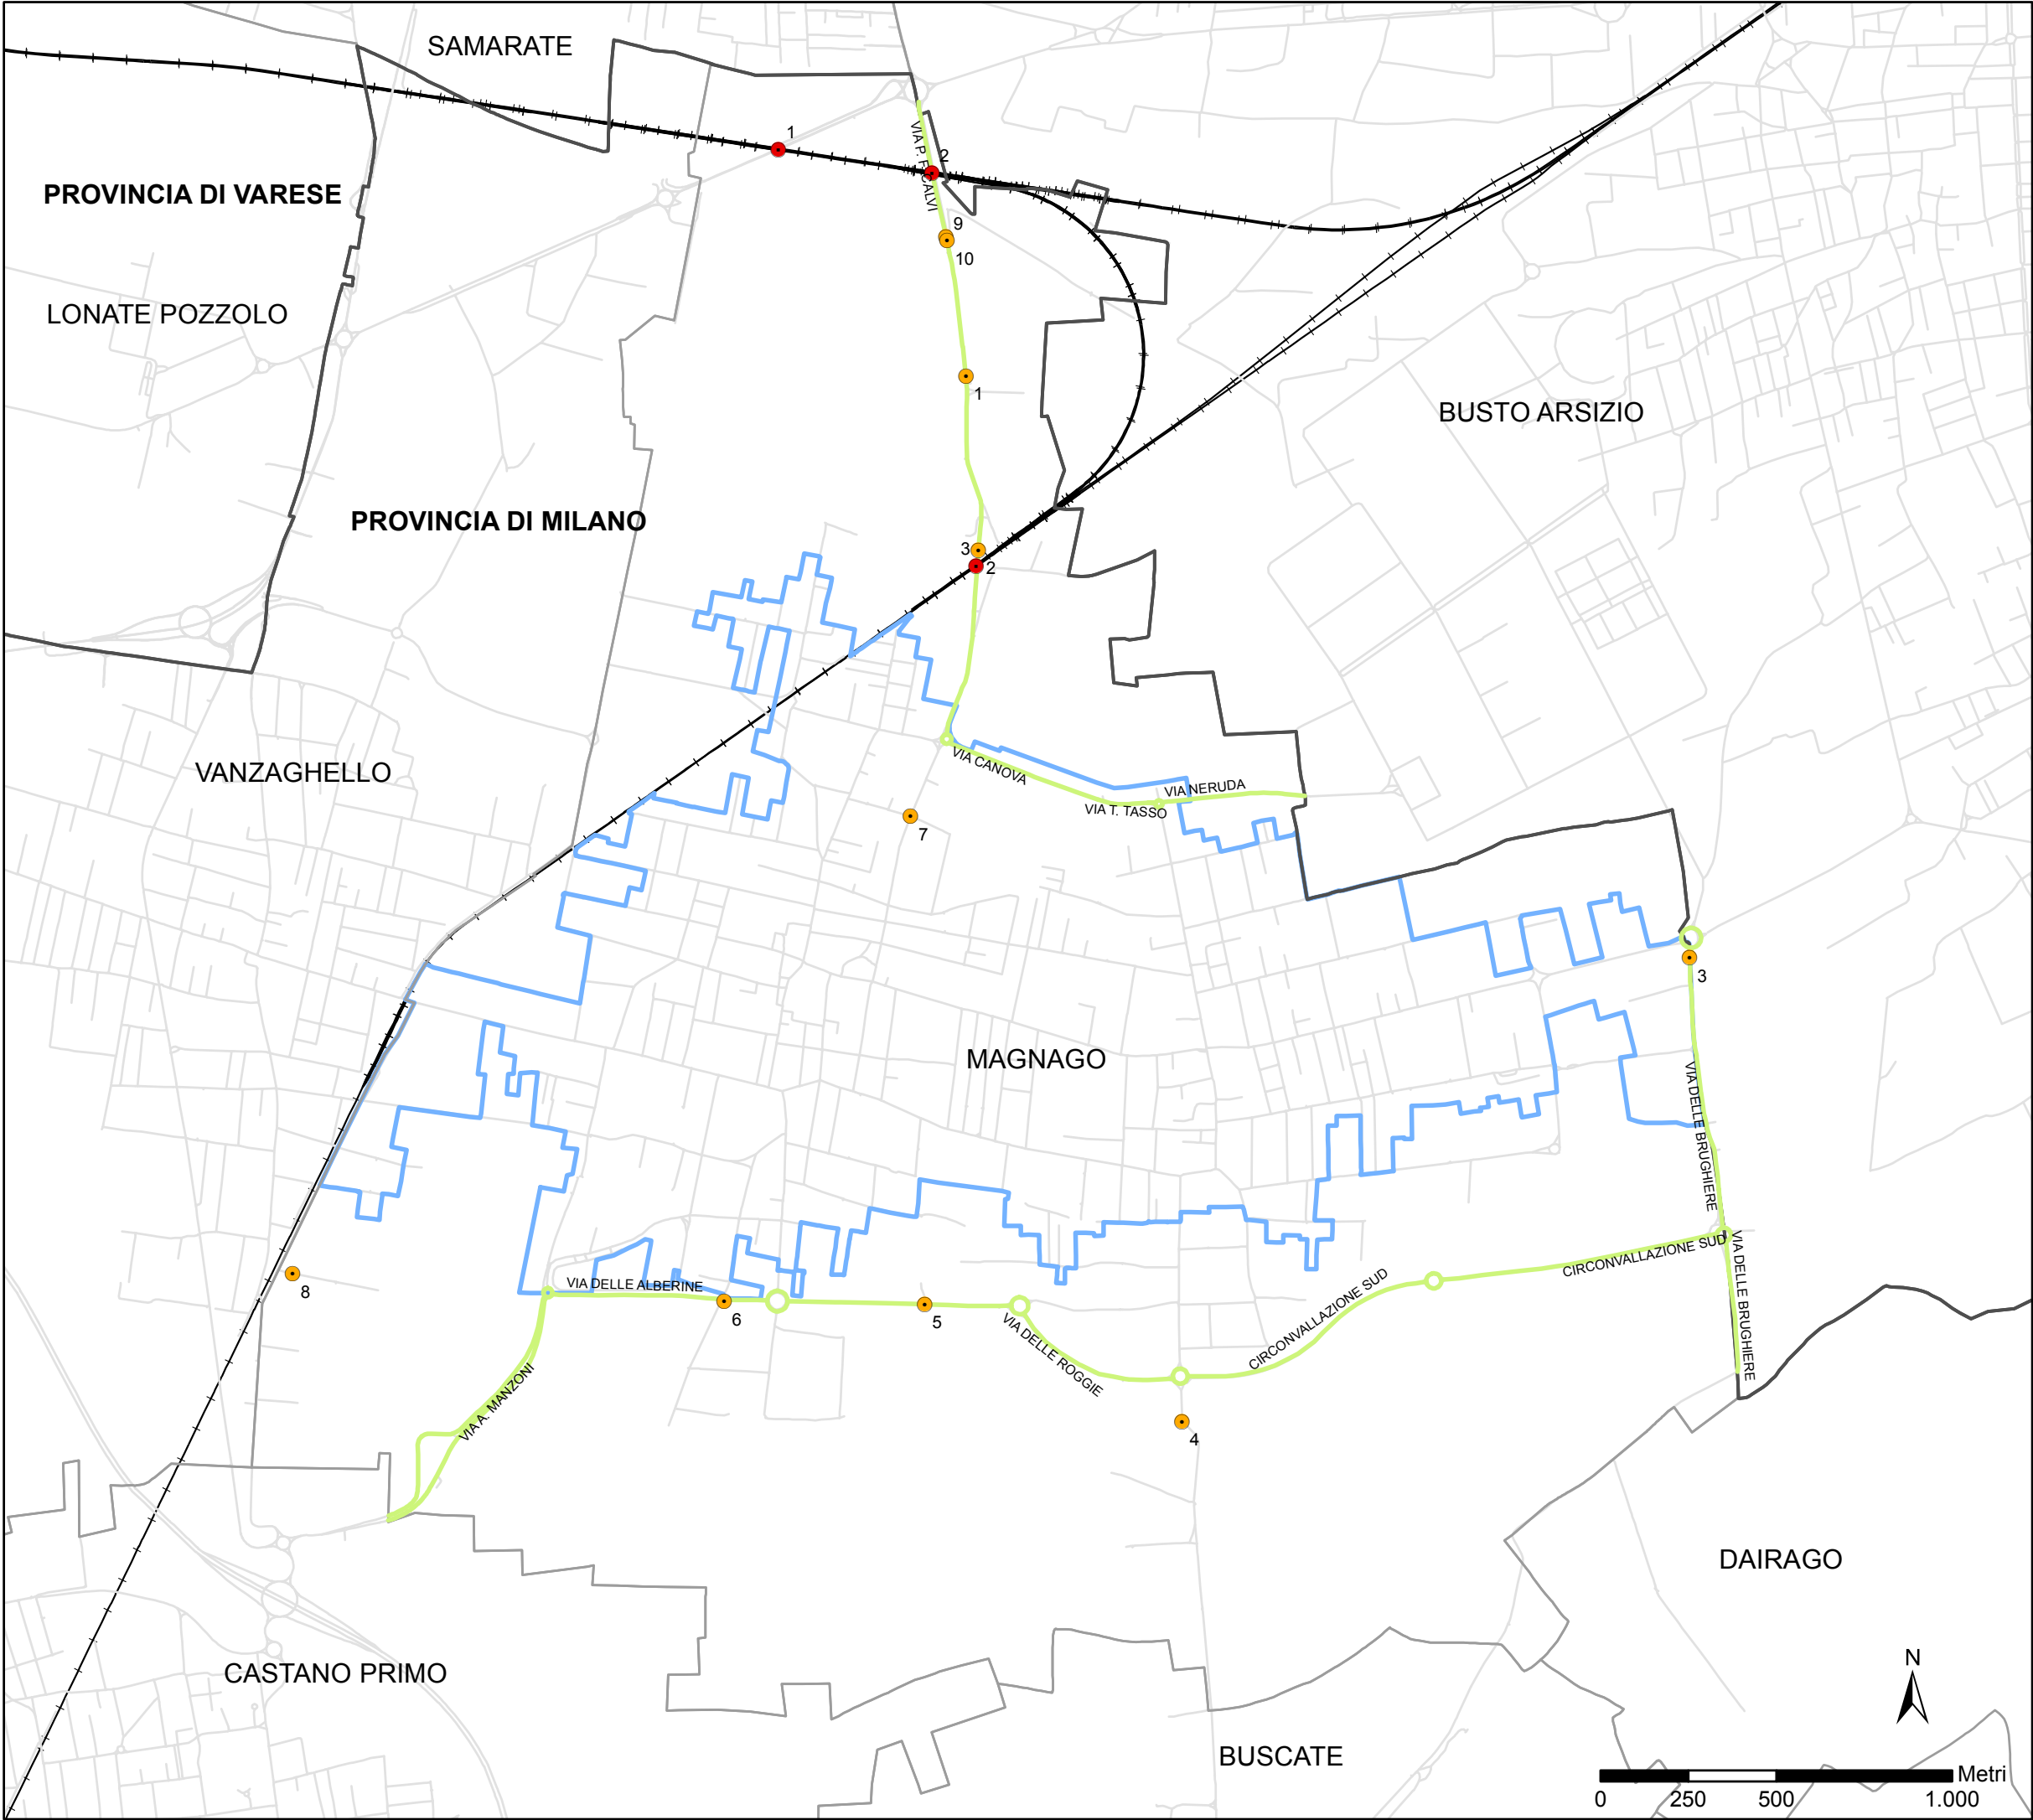 SAMARATE
1
2
VIA P. F. CALVI
PROVINCIA DI VARESE
9
10
LONATE POZZOLO
1
BUSTO ARSIZIO
PROVINCIA DI MILANO
3
2
VANZAGHELLO
VIA CANOVA
VIA NERUDA
VIA T. TASSO
7
3
MAGNAGO
VIA DELLE BRUGHIERE
CIRCONVALLAZIONE SUD
VIA DELLE BRUGHIERE
8
VIA DELLE ALBERINE
6
5
VIA DELLE ROGGIE
CIRCONVALLAZIONE SUD
VIA A. MANZONI
4
DAIRAGO
CASTANO PRIMO
N
BUSCATE
Metri
0 250 500 1.000